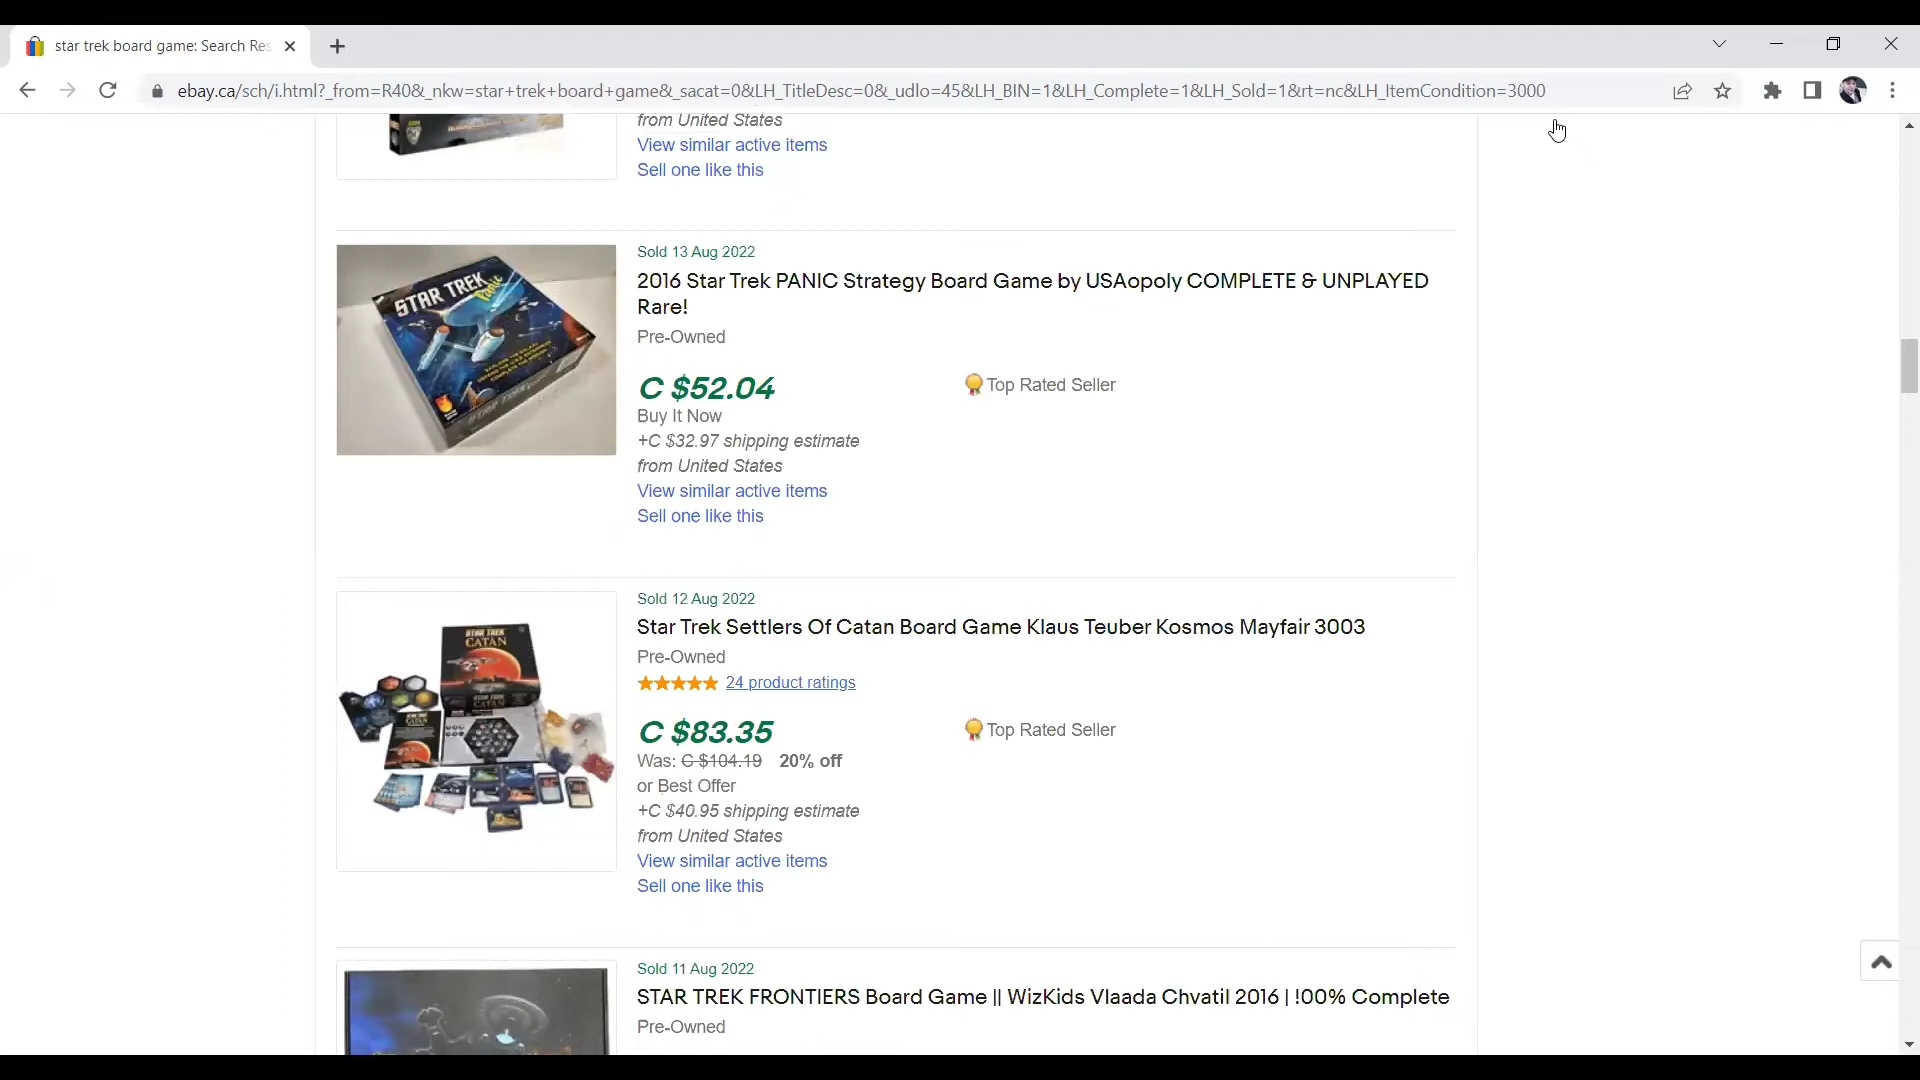 star trek board game: Search Res
ebay.ca/sch/i.html?_from=R40&_nkw=star+trek+board+game&_sacat=0&LH_TitleDesc=0&_udlo=45&LH_BIN=1&LH_Complete=1&LH_Sold=1&rt=nc&LH_ItemCondition=3000
from United States
View similar active items
Sell one like this
STAR TREK
Panic
Sold 13 Aug 2022
2016 Star Trek PANIC Strategy Board Game by USAopoly COMPLETE & UNPLAYED
Rare!
Pre-Owned
C $52.04
Top Rated Seller
Buy It Now
+C $32.97 shipping estimate
from United States
View similar active items
Sell one like this
STAR TREK
CATAN
Sold 12 Aug 2022
Star Trek Settlers Of Catan Board Game Klaus Teuber Kosmos Mayfair 3003
Pre-Owned
24 product ratings
C $83.35
Top Rated Seller
Was: C $104.19 20% off
or Best Offer
+C $40.95 shipping estimate
from United States
View similar active items
Sell one like this
Sold 11 Aug 2022
STAR TREK FRONTIERS Board Game || WizKids Vlaada Chvatil 2016 | !00% Complete
Pre-Owned